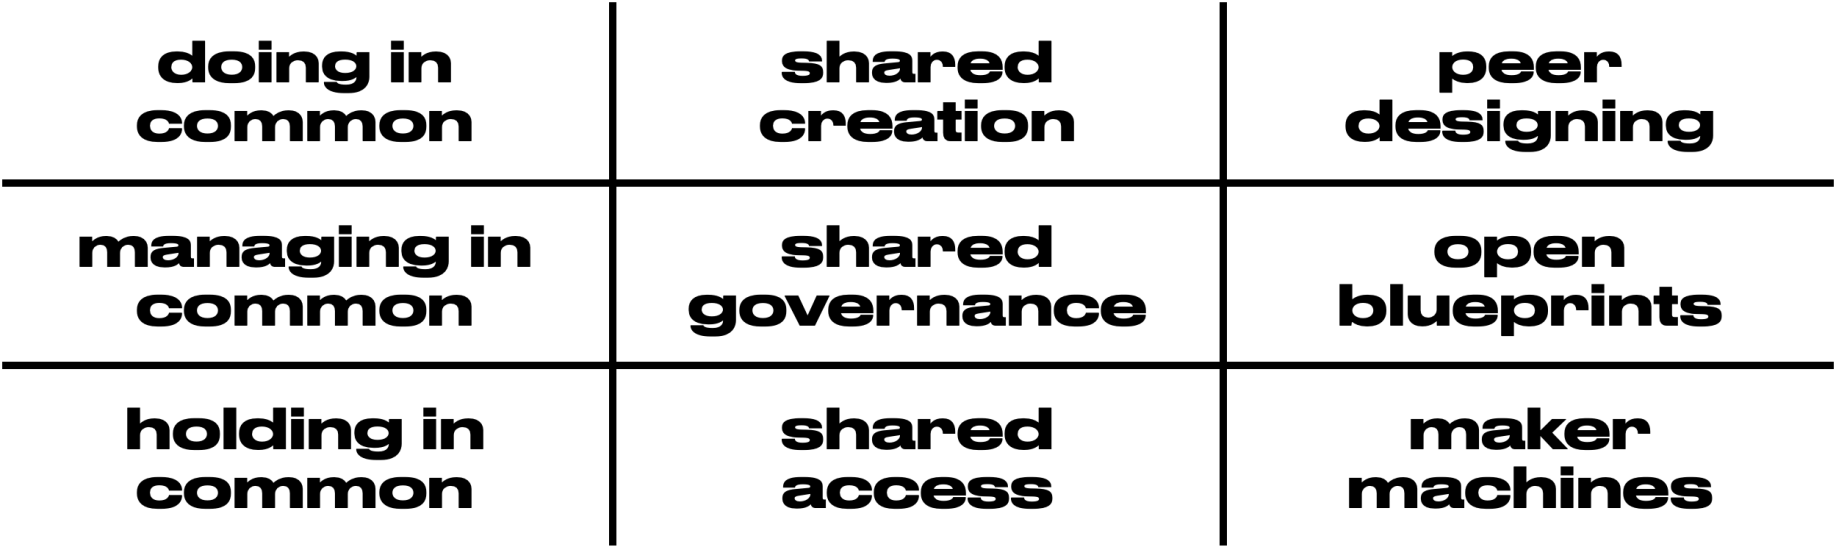 doing in
common
shared
creation
peer
designing
managing in
common
shared
governance
open
blueprints
holding in
common
shared
access
maker
machines